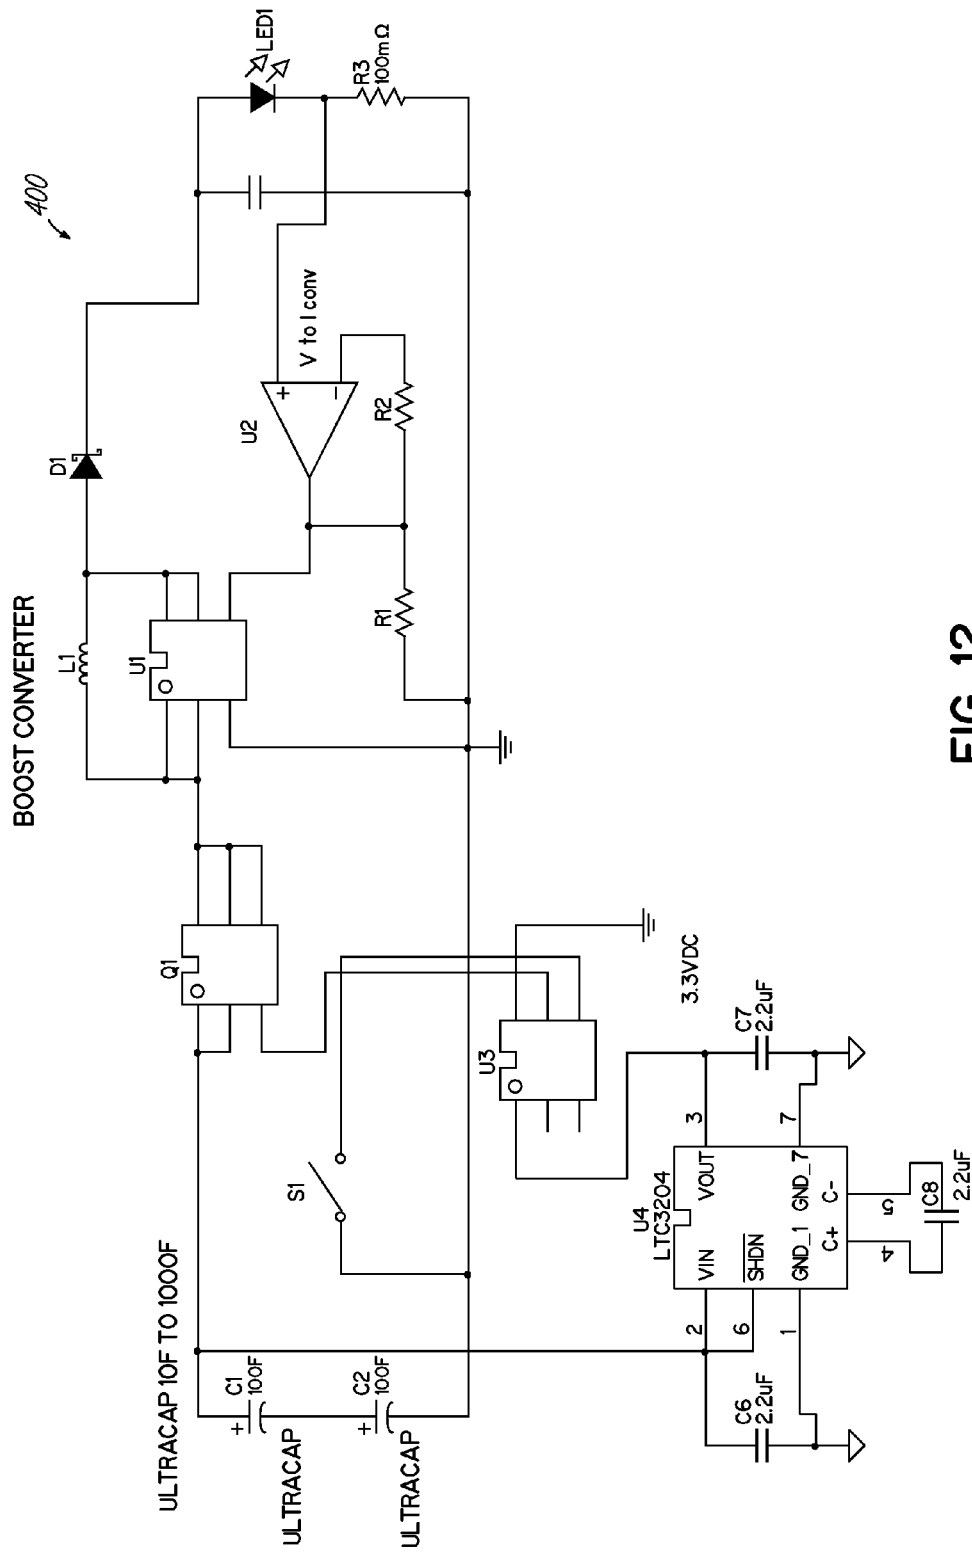 400
BOOST CONVERTER
ULTRACAP 10F TO 1000F
+
C1
100F
ULTRACAP
+
C2
100F
ULTRACAP
S1
Q1
L1
U1
D1
U2
+
−
V to I conv
R1
R2
LED1
R3
100mΩ
U3
3.3VDC
U4
LTC3204
VIN
SHDN
GND_1
VOUT
GND_7
C+
C-
2
6
1
3
7
4
5
C6
2.2uF
C7
2.2uF
C8
2.2uF
FIG. 12